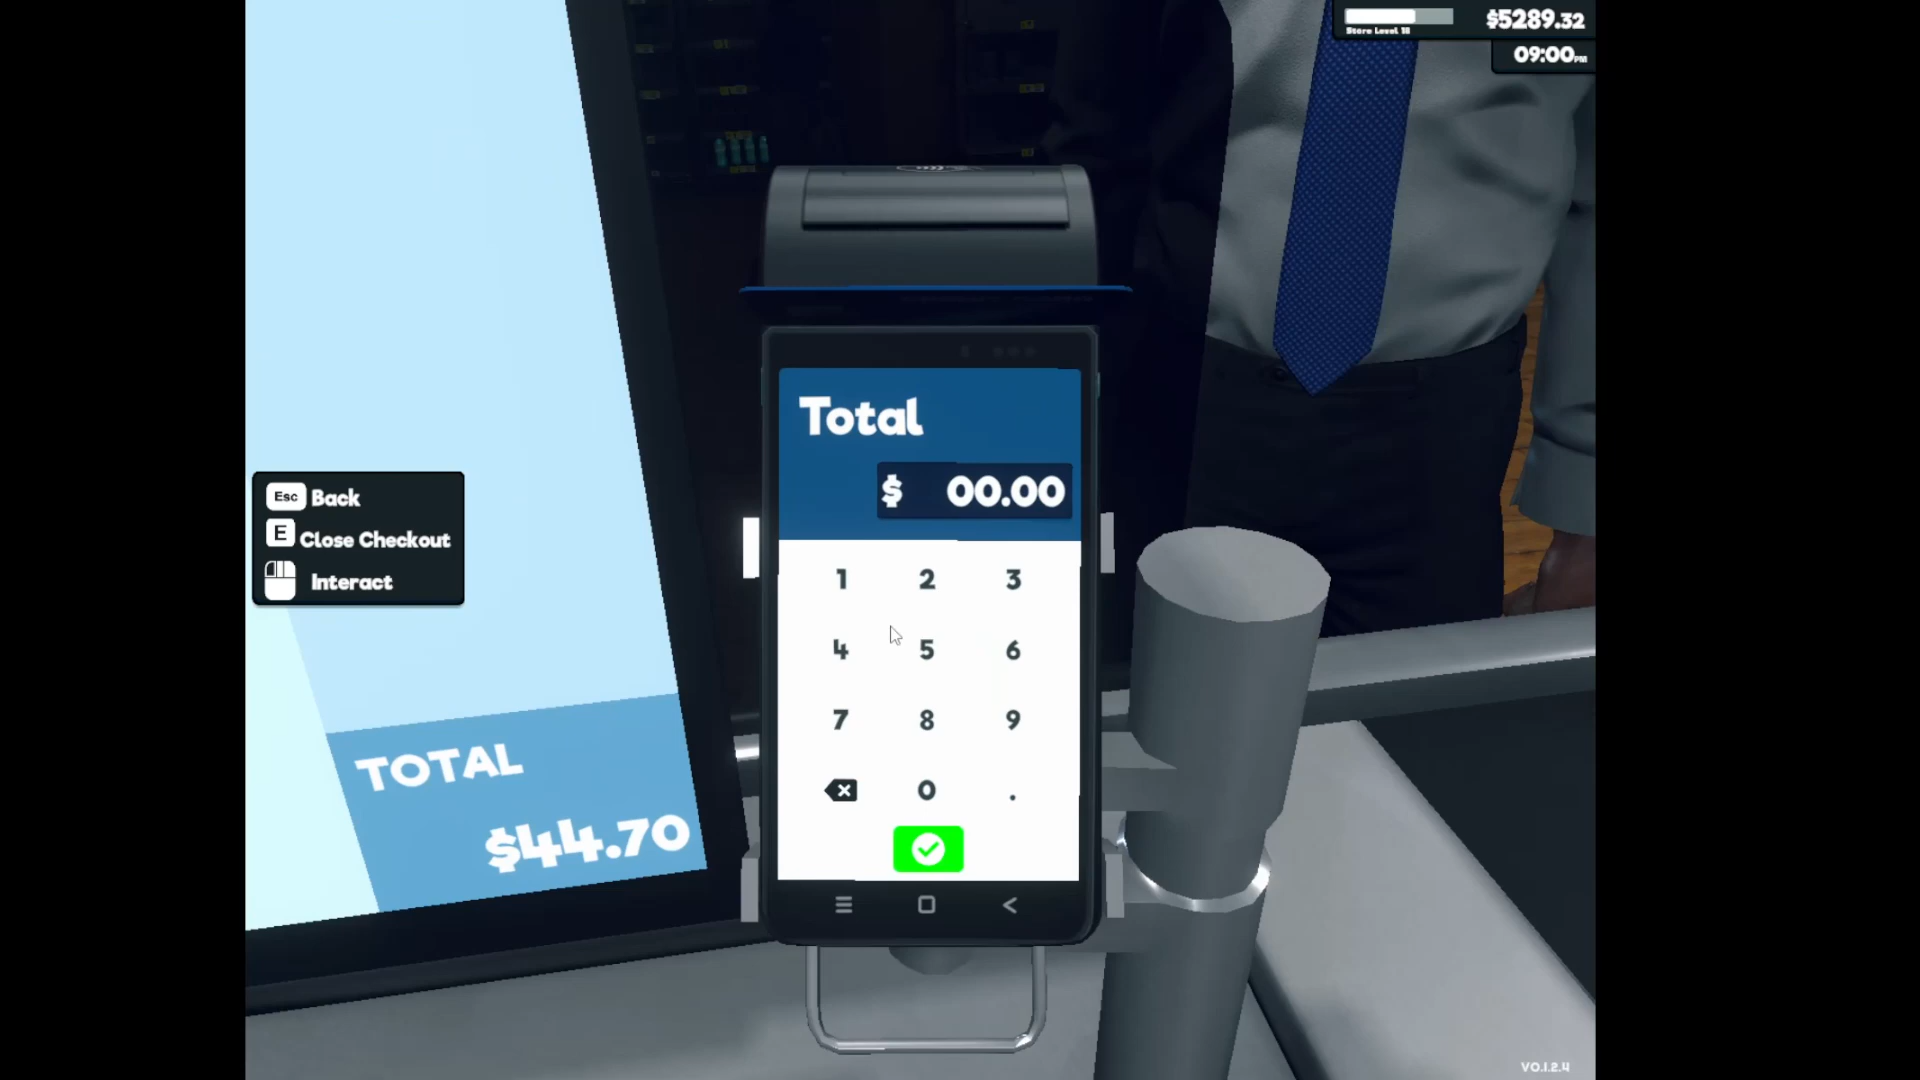 $5289.32
Store Level 18
09:00PM
Total
$ 00.00
Esc Back
E Close Checkout
Interact
1 2 3
4 5 6
7 8 9
0 .
TOTAL
$44.70
V0.1.2.4